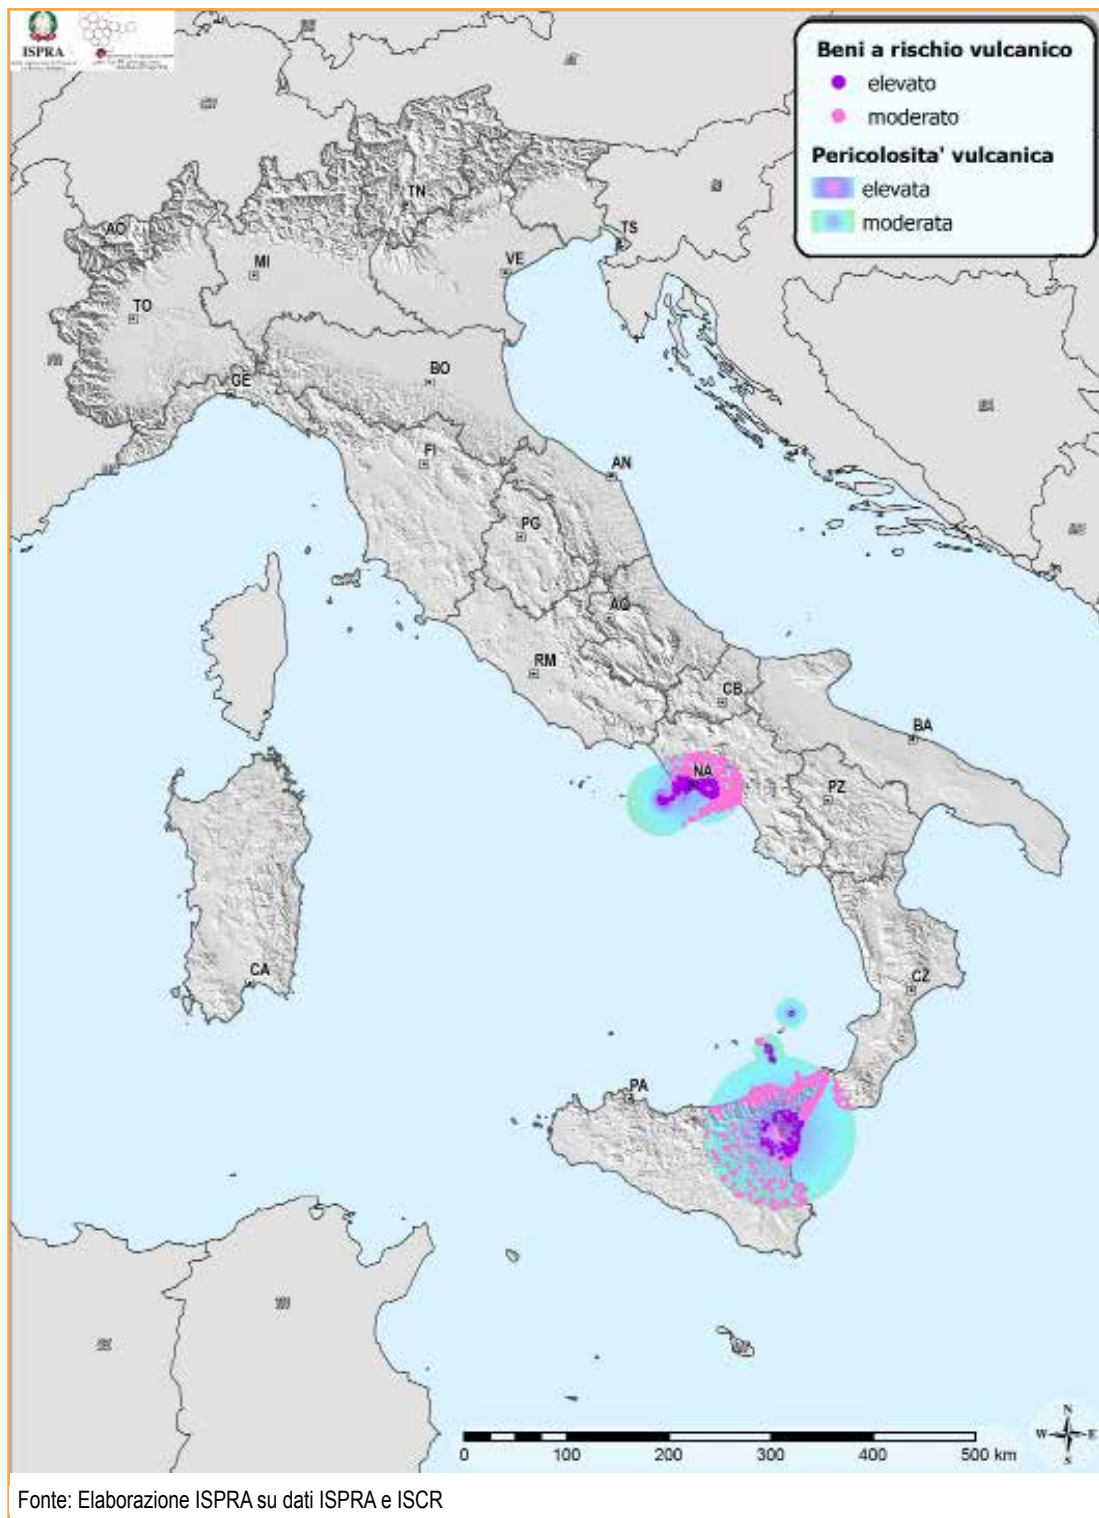 ISPRA
Beni a rischio vulcanico
elevato
moderato
Pericolosita' vulcanica
elevata
moderata
TN
AO
TS
MI
VE
TO
BO
GE
FI
AN
PG
AQ
RM
CB
BA
NA
PZ
CA
CZ
PA
N
W E
S
0 100 200 300 400 500 km
Fonte: Elaborazione ISPRA su dati ISPRA e ISCR